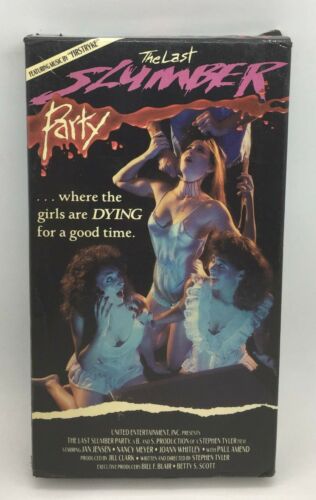 FEATURING MUSIC BY "FIRSTRYKE"
The Last
SLUMBER
Party
. . . where the
girls are DYING
for a good time.
UNITED ENTERTAINMENT, INC. PRESENTS
THE LAST SLUMBER PARTY, A B. AND S. PRODUCTION OF A STEPHEN TYLER FILM
STARRING JAN JENSEN • NANCY MEYER • JOANN WHITLEY • WITH PAUL AMEND
PRODUCED BY JILL CLARK • WRITTEN AND DIRECTED BY STEPHEN TYLER
EXECUTIVE PRODUCERS BILL F. BLAIR • BETTY S. SCOTT